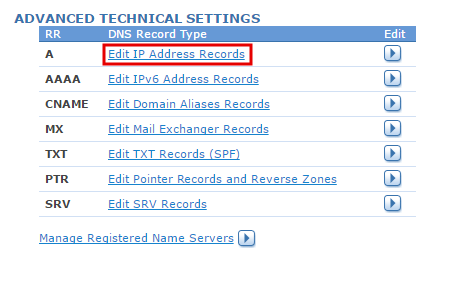 ADVANCED TECHNICAL SETTINGS
RR DNS Record Type Edit
A Edit IP Address Records
AAAA Edit IPv6 Address Records
CNAME Edit Domain Aliases Records
MX Edit Mail Exchanger Records
TXT Edit TXT Records (SPF)
PTR Edit Pointer Records and Reverse Zones
SRV Edit SRV Records
Manage Registered Name Servers